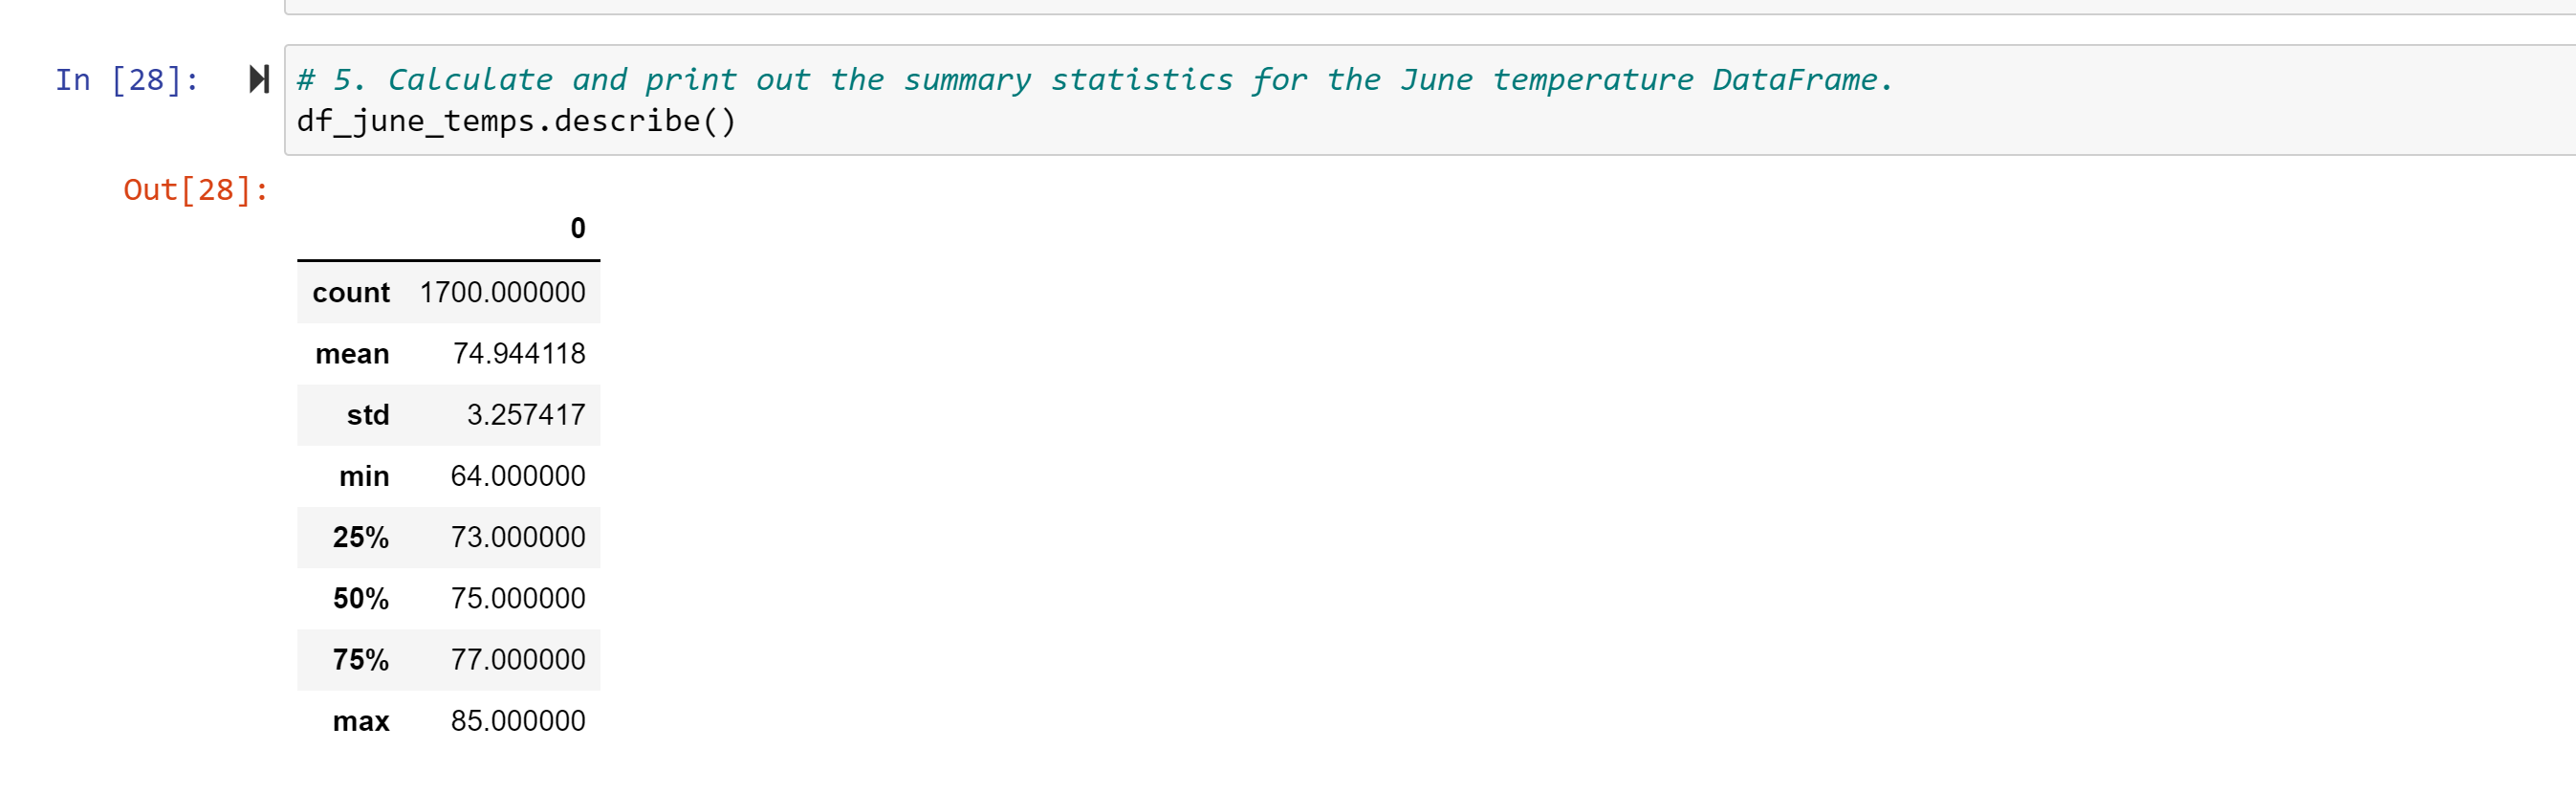 In [28]:
# 5. Calculate and print out the summary statistics for the June temperature DataFrame.
df_june_temps.describe()
Out[28]:
0
count 1700.000000
mean 74.944118
std 3.257417
min 64.000000
25% 73.000000
50% 75.000000
75% 77.000000
max 85.000000